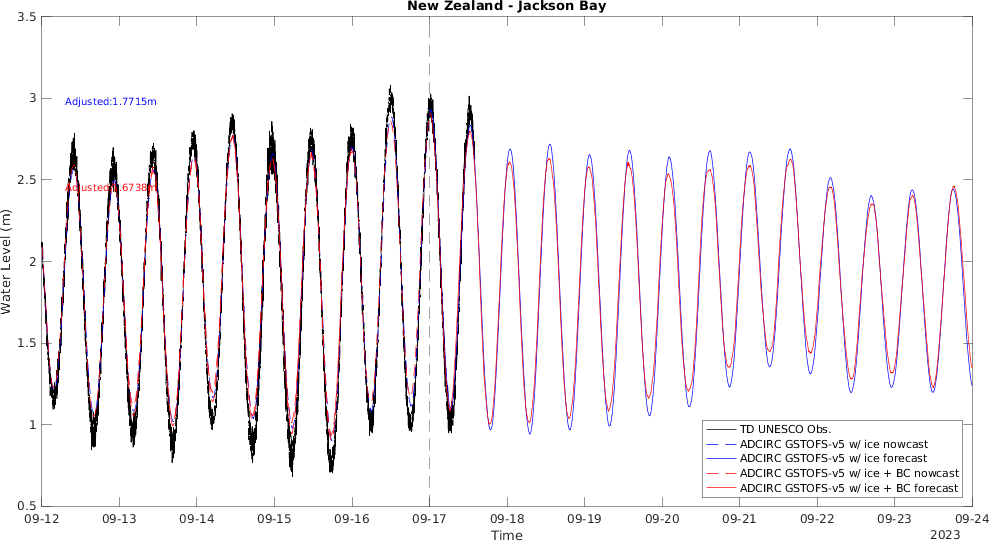 New Zealand - Jackson Bay
3.5
3
2.5
2
1.5
1
0.5
Water Level (m)
Adjusted:1.7715m
Adjusted:1.6738m
TD UNESCO Obs.
ADCIRC GSTOFS-v5 w/ ice nowcast
ADCIRC GSTOFS-v5 w/ ice forecast
ADCIRC GSTOFS-v5 w/ ice + BC nowcast
ADCIRC GSTOFS-v5 w/ ice + BC forecast
09-12 09-13 09-14 09-15 09-16 09-17 09-18 09-19 09-20 09-21 09-22 09-23 09-24
Time
2023